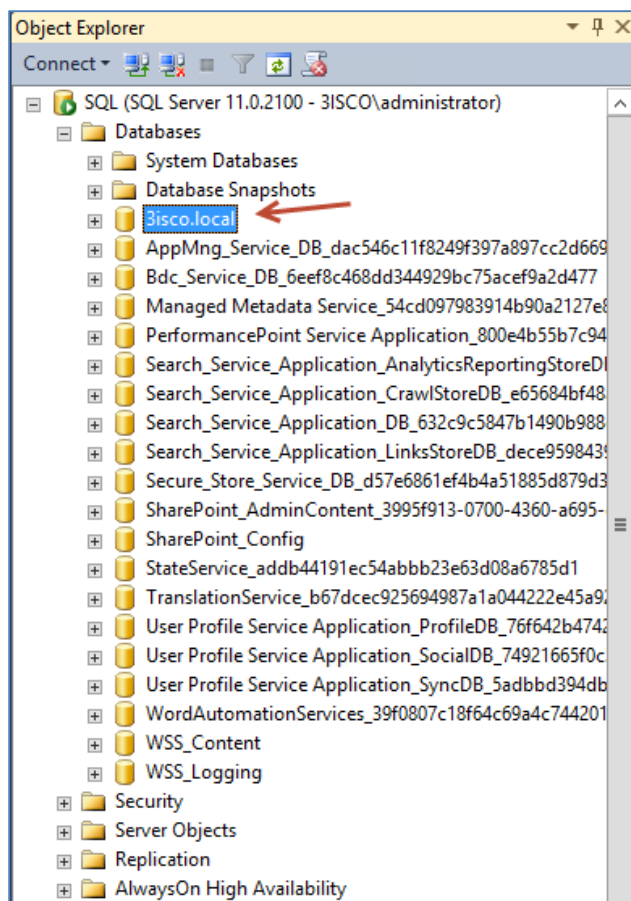 Object Explorer
Connect
SQL (SQL Server 11.0.2100 - 3ISCO\administrator)
Databases
System Databases
Database Snapshots
3isco.local
AppMng_Service_DB_dac546c11f8249f397a897cc2d669
Bdc_Service_DB_6eef8c468dd344929bc75acef9a2d477
Managed Metadata Service_54cd097983914b90a2127e8
PerformancePoint Service Application_800e4b55b7c94
Search_Service_Application_AnalyticsReportingStoreDB
Search_Service_Application_CrawlStoreDB_e65684bf48
Search_Service_Application_DB_632c9c5847b1490b988
Search_Service_Application_LinksStoreDB_dece9598439
Secure_Store_Service_DB_d57e6861ef4b4a51885d879d3
SharePoint_AdminContent_3995f913-0700-4360-a695-
SharePoint_Config
StateService_addb44191ec54abbb23e63d08a6785d1
TranslationService_b67dcec925694987a1a044222e45a92
User Profile Service Application_ProfileDB_76f642b4742
User Profile Service Application_SocialDB_74921665f0c
User Profile Service Application_SyncDB_5adbbd394db
WordAutomationServices_39f0807c18f64c69a4c744201
WSS_Content
WSS_Logging
Security
Server Objects
Replication
AlwaysOn High Availability